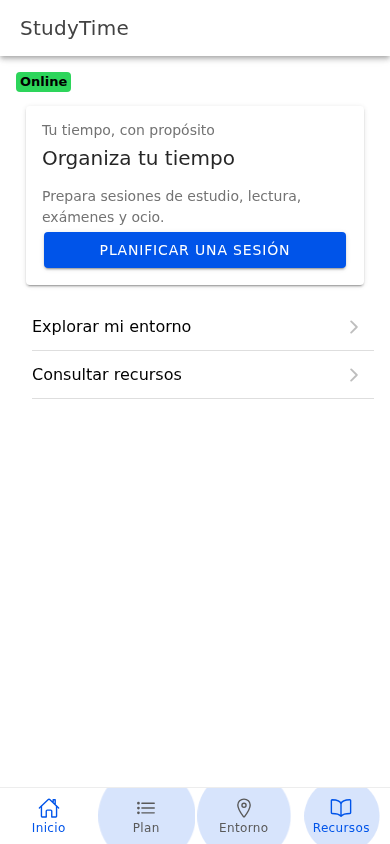 StudyTime
Online
Tu tiempo, con propósito
Organiza tu tiempo
Prepara sesiones de estudio, lectura,
exámenes y ocio.
PLANIFICAR UNA SESIÓN
Explorar mi entorno
Consultar recursos
Inicio
Plan
Entorno
Recursos